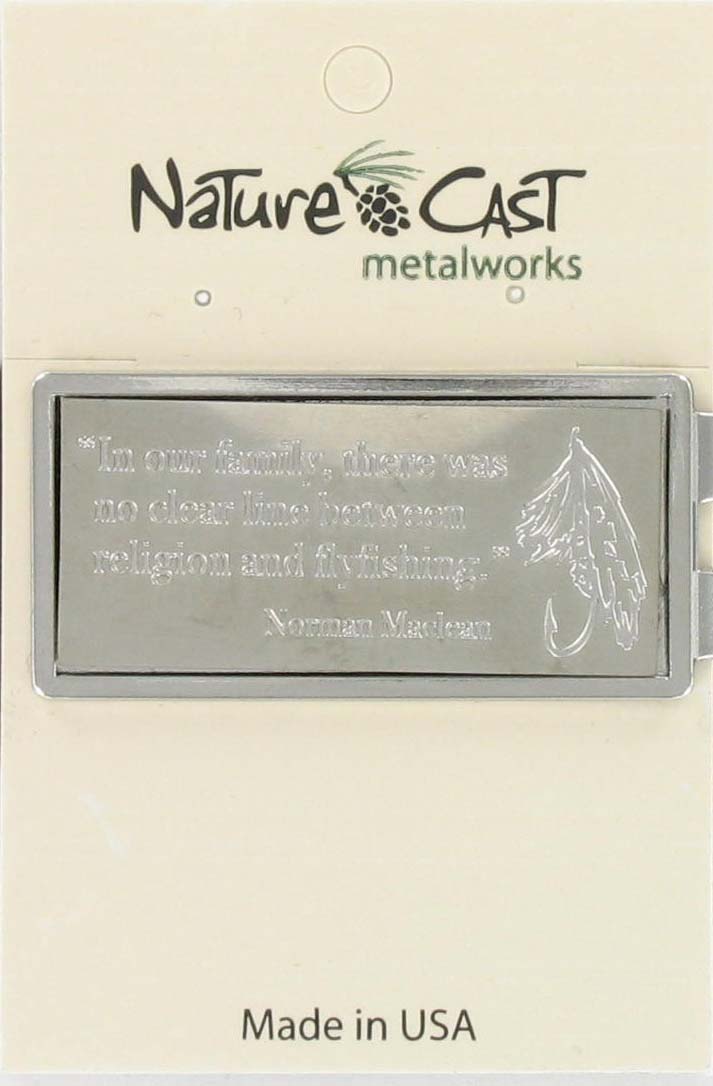 Nature Cast
metalworks
"In our family, there was
no clear line between
religion and flyfishing."
Norman Maclean
Made in USA